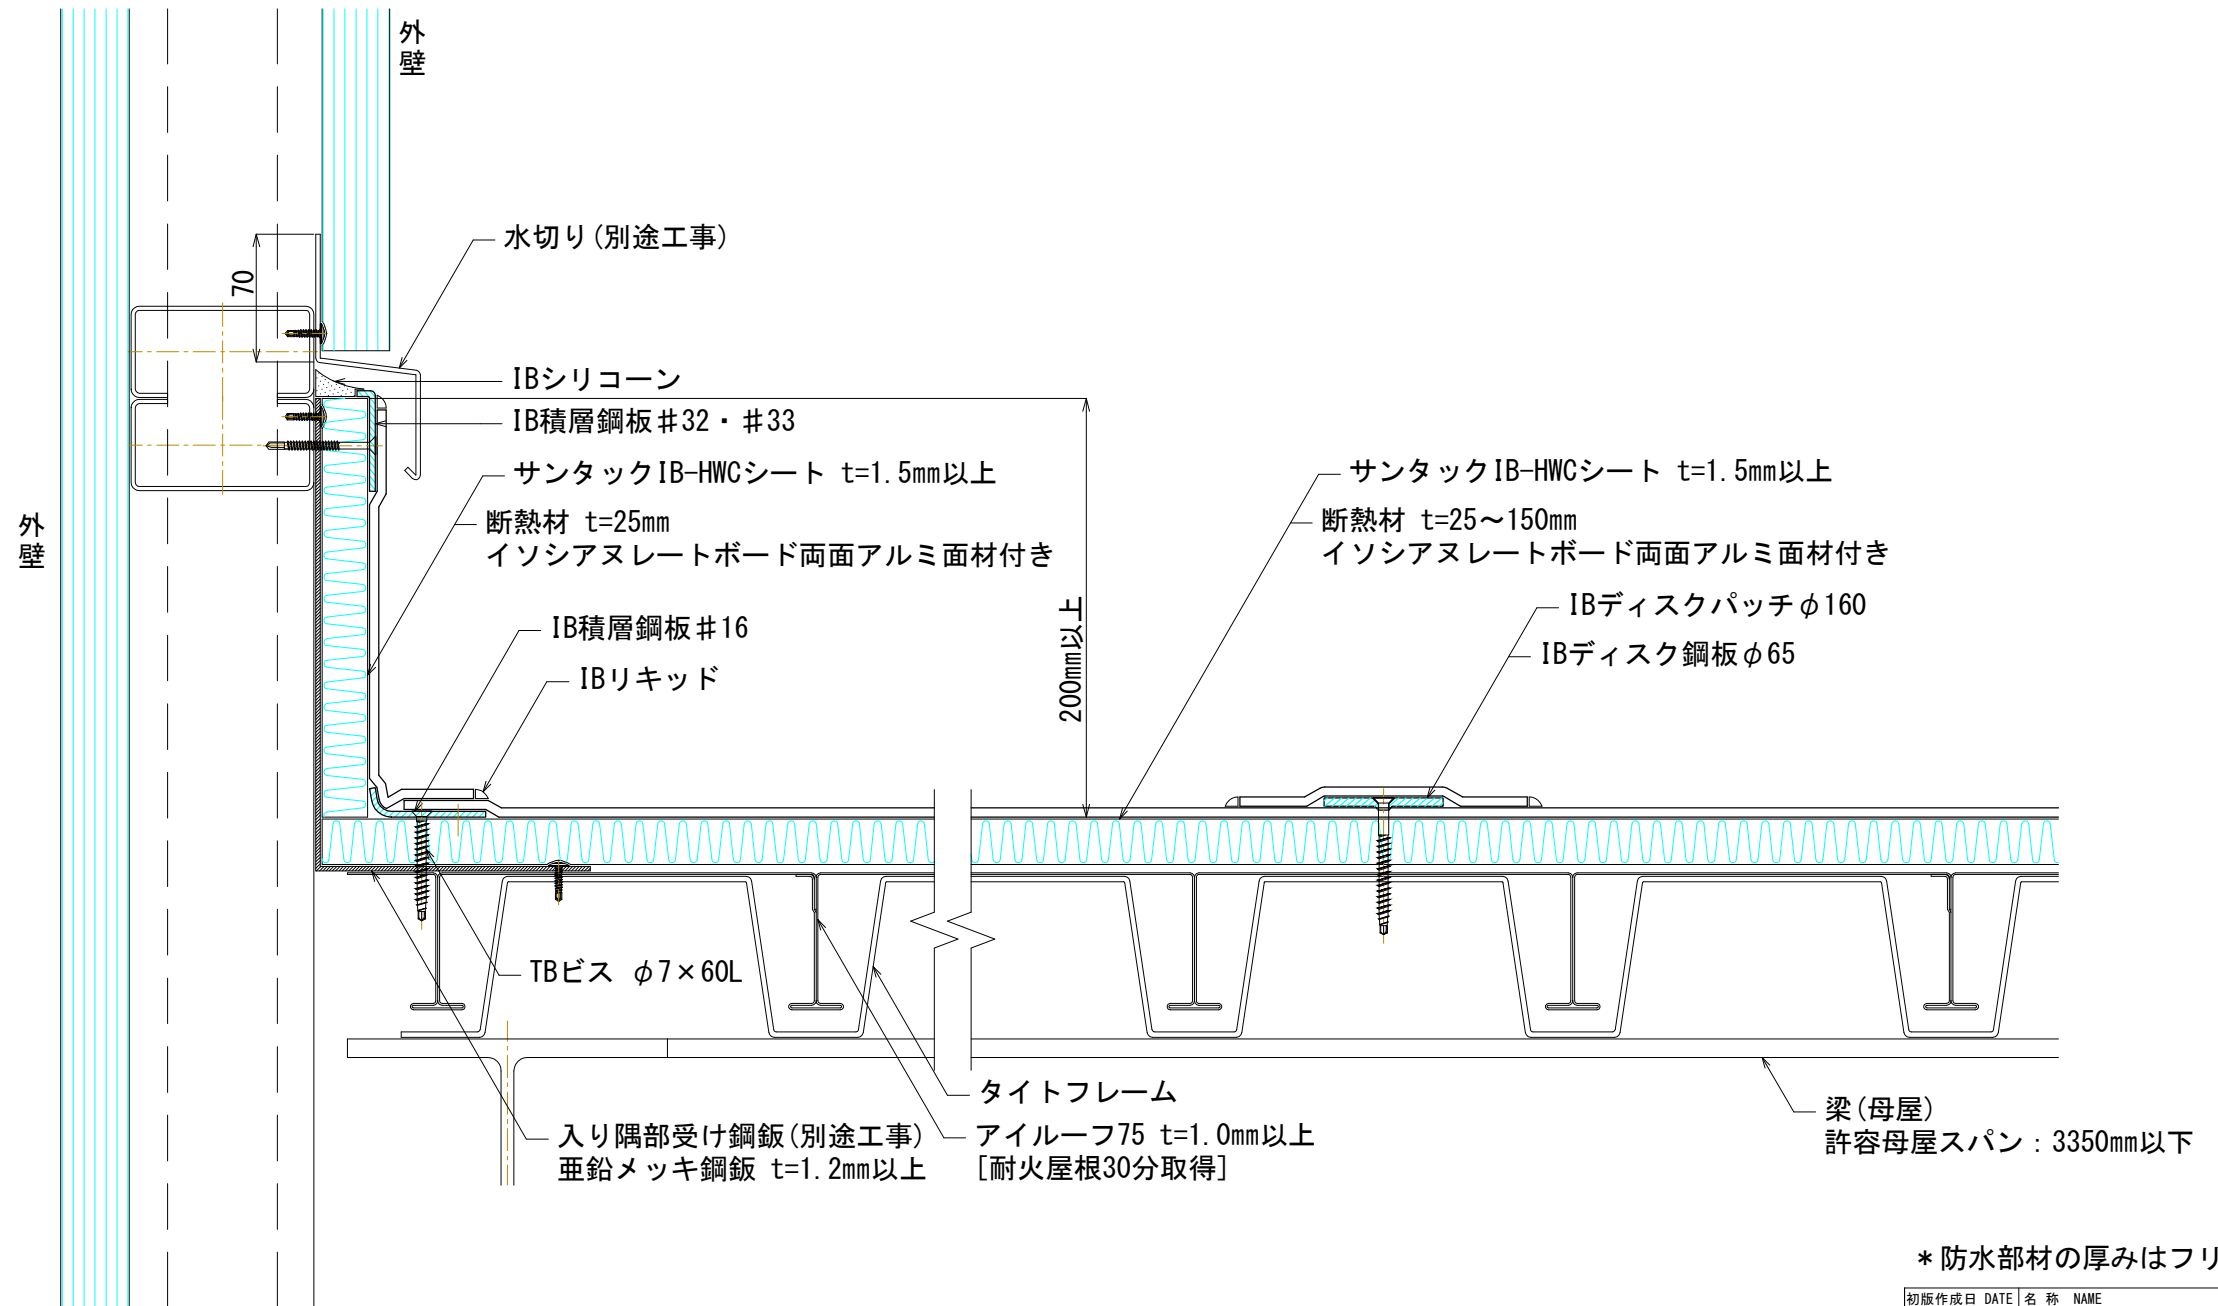 外壁
水切り(別途工事)
70
IBシリコーン
IB積層鋼板♯32・♯33
サンタックIB-HWCシート t=1.5mm以上
断熱材 t=25mm
イソシアヌレートボード両面アルミ面材付き
サンタックIB-HWCシート t=1.5mm以上
断熱材 t=25～150mm
イソシアヌレートボード両面アルミ面材付き
外壁
IB積層鋼板♯16
IBリキッド
200mm以上
IBディスクパッチφ160
IBディスク鋼板φ65
TBビス φ7×60L
タイトフレーム
アイルーフ75 t=1.0mm以上
[耐火屋根30分取得]
入り隅部受け鋼鈑(別途工事)
亜鉛メッキ鋼鈑 t=1.2mm以上
梁(母屋)
許容母屋スパン：3350mm以下
*防水部材の厚みはフリ
初版作成日 DATE 名 称 NAME